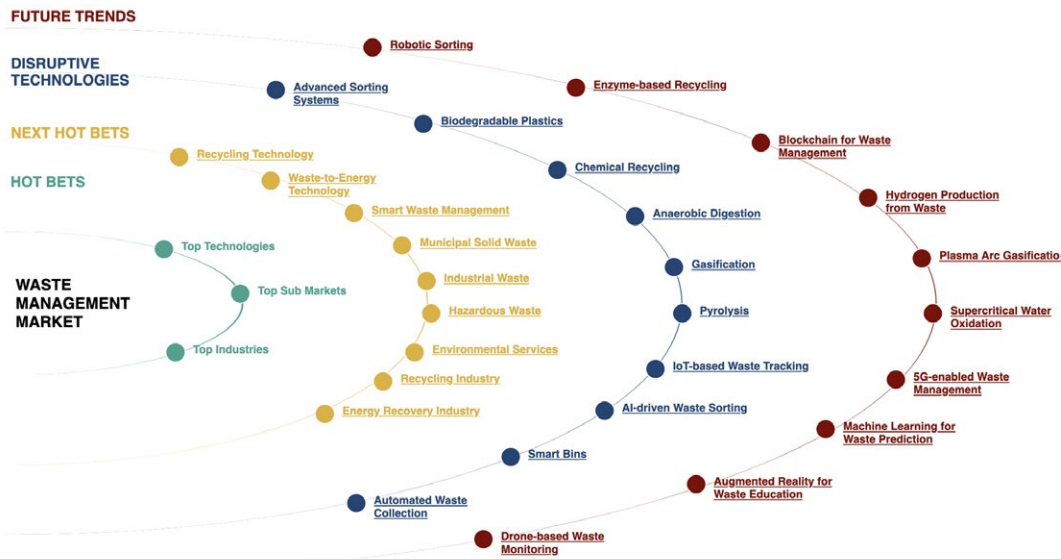 FUTURE TRENDS
DISRUPTIVE
TECHNOLOGIES
NEXT HOT BETS
HOT BETS
WASTE
MANAGEMENT
MARKET
Top Technologies
Top Sub Markets
Top Industries
Recycling Technology
Waste-to-Energy
Technology
Smart Waste Management
Municipal Solid Waste
Industrial Waste
Hazardous Waste
Environmental Services
Recycling Industry
Energy Recovery Industry
Advanced Sorting
Systems
Biodegradable Plastics
Chemical Recycling
Anaerobic Digestion
Gasification
Pyrolysis
IoT-based Waste Tracking
AI-driven Waste Sorting
Smart Bins
Automated Waste
Collection
Robotic Sorting
Enzyme-based Recycling
Blockchain for Waste
Management
Hydrogen Production
from Waste
Plasma Arc Gasificatio
Supercritical Water
Oxidation
5G-enabled Waste
Management
Machine Learning for
Waste Prediction
Augmented Reality for
Waste Education
Drone-based Waste
Monitoring